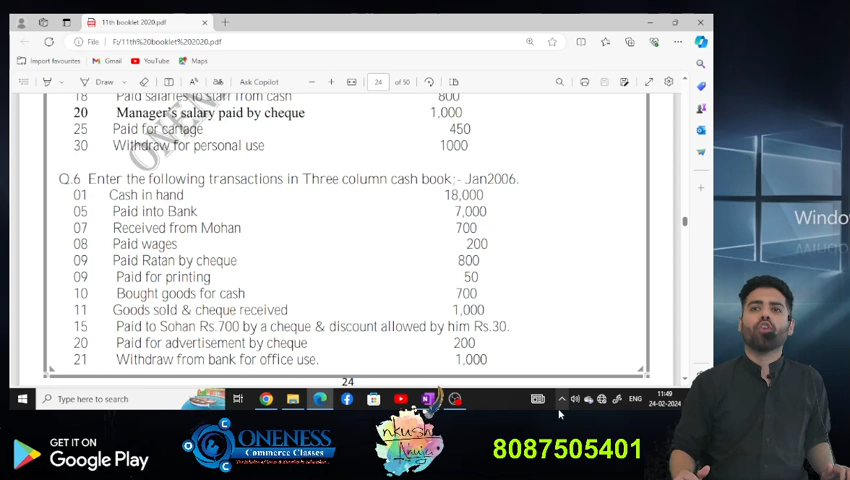 11th booklet 2020.pdf
File F:/11th%20booklet%202020.pdf
Import favourites Gmail YouTube Maps
Draw Ask Copilot 24 of 50
18 Paid salaries to starr from cash 800
20 Manager's salary paid by cheque 1,000
25 Paid for cartage 450
30 Withdraw for personal use 1000
Q.6 Enter the following transactions in Three column cash book;- Jan2006.
01 Cash in hand 18,000
05 Paid into Bank 7,000
07 Received from Mohan 700
08 Paid wages 200
09 Paid Ratan by cheque 800
09 Paid for printing 50
10 Bought goods for cash 700
11 Goods sold & cheque received 1,000
15 Paid to Sohan Rs.700 by a cheque & discount allowed by him Rs.30.
20 Paid for advertisement by cheque 200
21 Withdraw from bank for office use. 1,000
24
Type here to search
ENG
11:49
24-02-2024
Window
GET IT ON
Google Play
ONENESS
Commerce Classes
nkush
Ahuja
8087505401